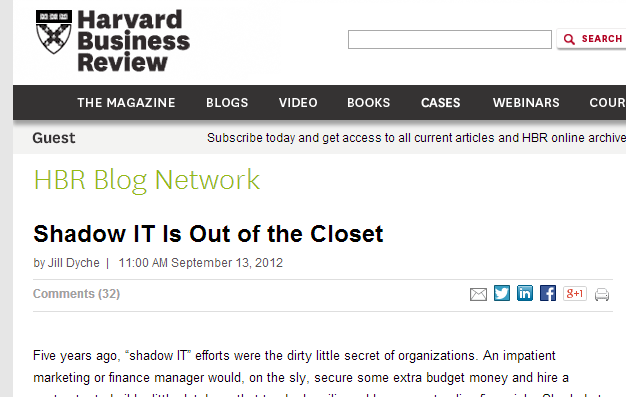 Harvard
Business
Review
SEARCH
THE MAGAZINE BLOGS VIDEO BOOKS CASES WEBINARS COUR
Guest Subscribe today and get access to all current articles and HBR online archive
HBR Blog Network
Shadow IT Is Out of the Closet
by Jill Dyche | 11:00 AM September 13, 2012
Comments (32)
in f g+1
Five years ago, “shadow IT” efforts were the dirty little secret of organizations. An impatient
marketing or finance manager would, on the sly, secure some extra budget money and hire a